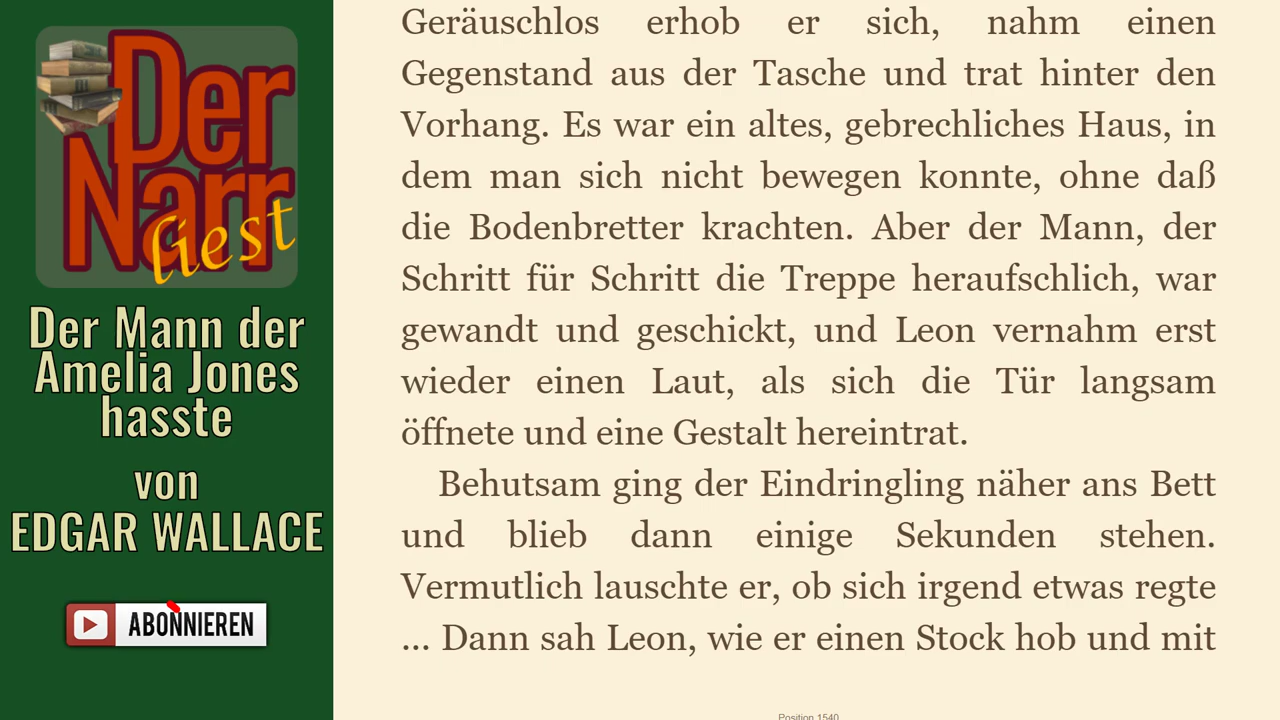 Der
Narr
liest
Der Mann der
Amelia Jones
hasste
von
EDGAR WALLACE
ABONNIEREN
Geräuschlos erhob er sich, nahm einen
Gegenstand aus der Tasche und trat hinter den
Vorhang. Es war ein altes, gebrechliches Haus, in
dem man sich nicht bewegen konnte, ohne daß
die Bodenbretter krachten. Aber der Mann, der
Schritt für Schritt die Treppe heraufschlich, war
gewandt und geschickt, und Leon vernahm erst
wieder einen Laut, als sich die Tür langsam
öffnete und eine Gestalt hereintrat.
Behutsam ging der Eindringling näher ans Bett
und blieb dann einige Sekunden stehen.
Vermutlich lauschte er, ob sich irgend etwas regte
... Dann sah Leon, wie er einen Stock hob und mit
Position 1540